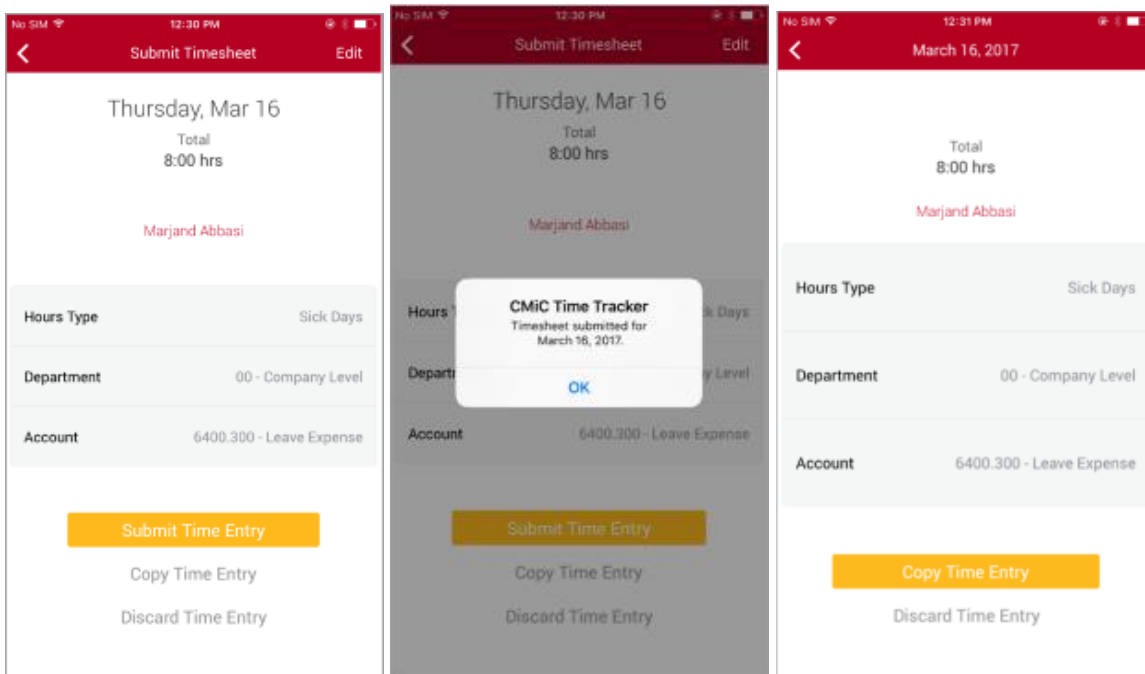 No SIM 12:30 PM
Submit Timesheet Edit
Thursday, Mar 16
Total
8:00 hrs
Marjand Abbasi
Hours Type Sick Days
Department 00 - Company Level
Account 6400.300 - Leave Expense
Submit Time Entry
Copy Time Entry
Discard Time Entry
No SIM 12:30 PM
Submit Timesheet Edit
Thursday, Mar 16
Total
8:00 hrs
Marjand Abbasi
CMiC Time Tracker
Timesheet submitted for
March 16, 2017.
OK
Hours k Days
Depart y Level
Account 6400.300 - Leave Expense
Submit Time Entry
Copy Time Entry
Discard Time Entry
No SIM 12:31 PM
March 16, 2017
Total
8:00 hrs
Marjand Abbasi
Hours Type Sick Days
Department 00 - Company Level
Account 6400.300 - Leave Expense
Copy Time Entry
Discard Time Entry